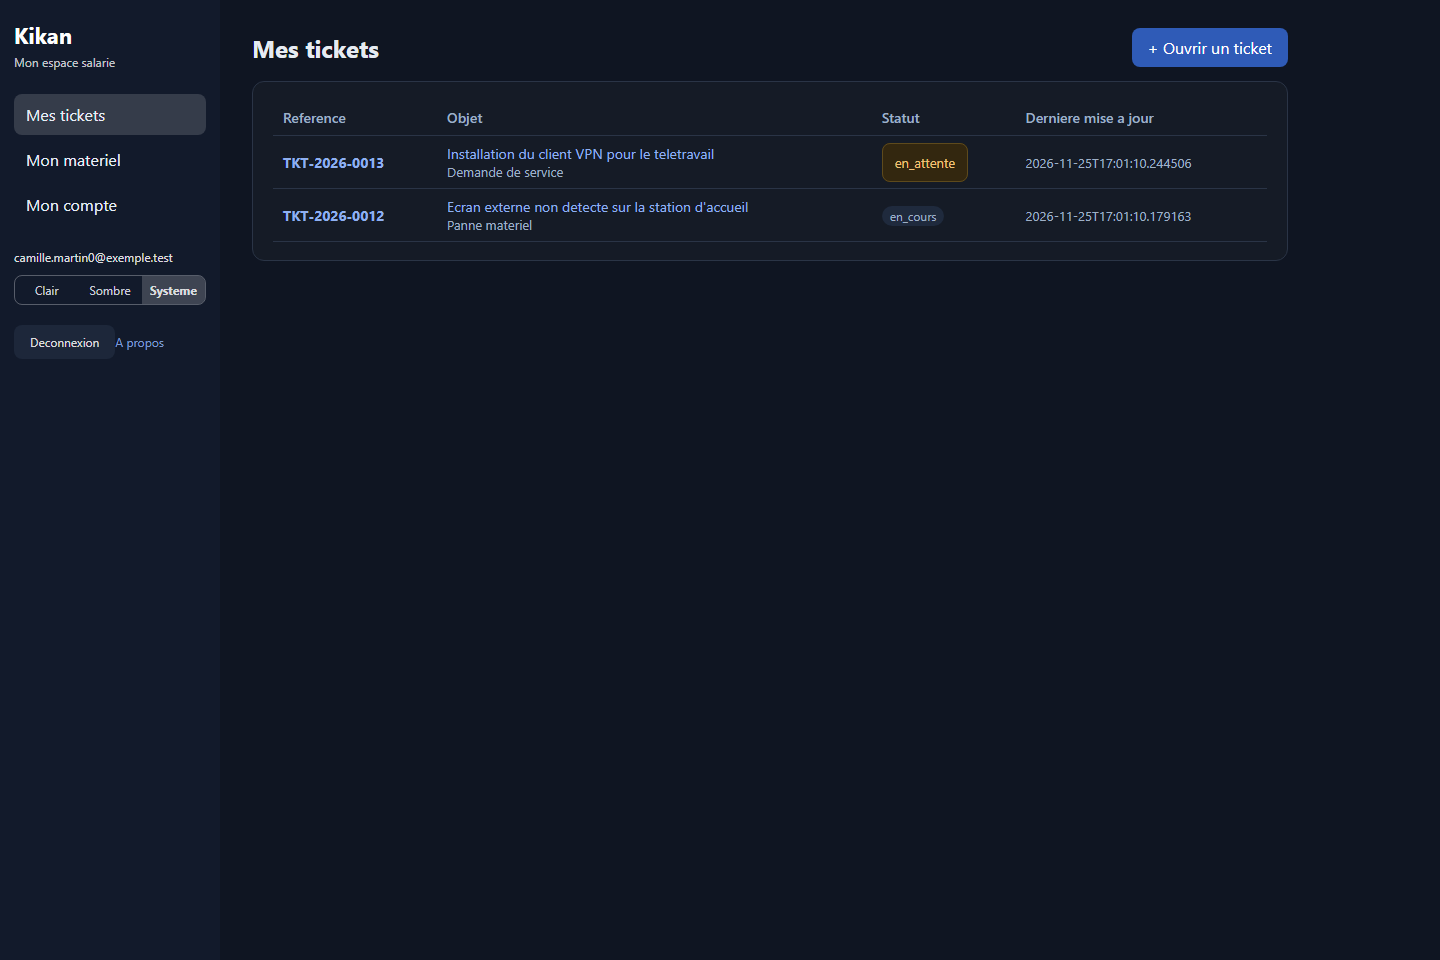 Kikan
Mon espace salarie
Mes tickets
Mon materiel
Mon compte
camille.martin0@exemple.test
Clair Sombre Systeme
Deconnexion A propos
Mes tickets
+ Ouvrir un ticket
Reference Objet Statut Derniere mise a jour
TKT-2026-0013 Installation du client VPN pour le teletravail en_attente 2026-11-25T17:01:10.244506
Demande de service
TKT-2026-0012 Ecran externe non detecte sur la station d'accueil en_cours 2026-11-25T17:01:10.179163
Panne materiel